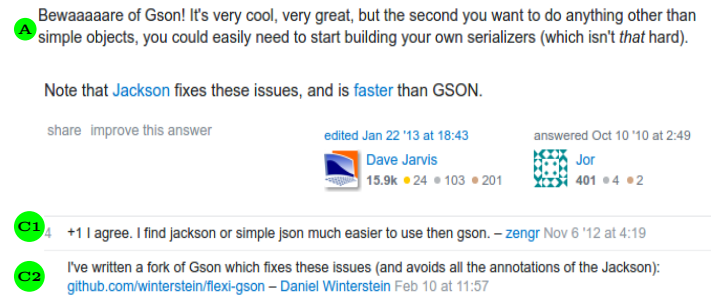 A
Bewaaaaare of Gson! It's very cool, very great, but the second you want to do anything other than
simple objects, you could easily need to start building your own serializers (which isn't that hard).
Note that Jackson fixes these issues, and is faster than GSON.
share improve this answer
edited Jan 22 '13 at 18:43
Dave Jarvis
15.9k 24 103 201
answered Oct 10 '10 at 2:49
Jor
401 4 2
C1
4 +1 I agree. I find jackson or simple json much easier to use then gson. – zengr Nov 6 '12 at 4:19
C2
I've written a fork of Gson which fixes these issues (and avoids all the annotations of the Jackson):
github.com/winterstein/flexi-gson – Daniel Winterstein Feb 10 at 11:57